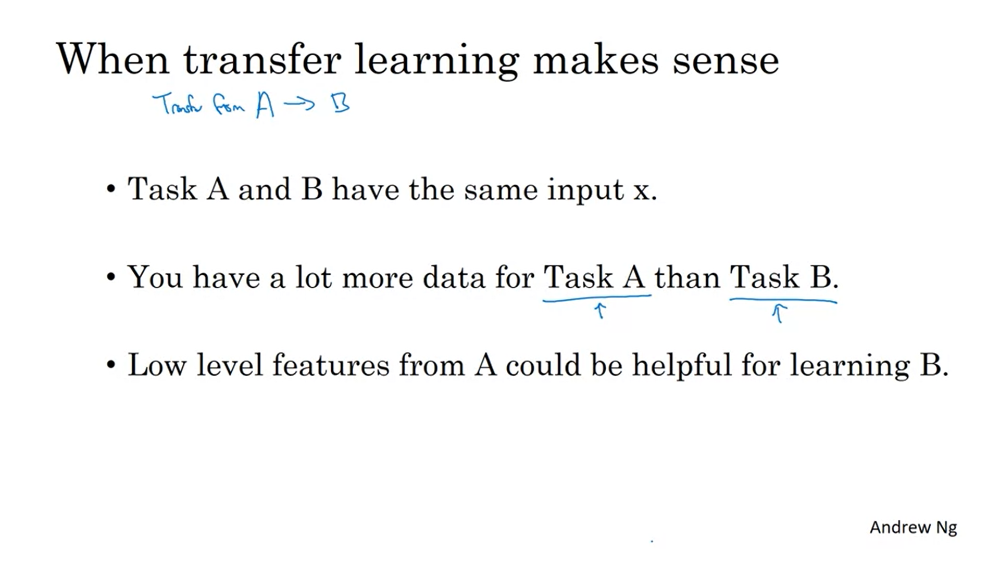 When transfer learning makes sense
Transfer from A → B
• Task A and B have the same input x.
• You have a lot more data for Task A than Task B.
↑ ↑
• Low level features from A could be helpful for learning B.
Andrew Ng